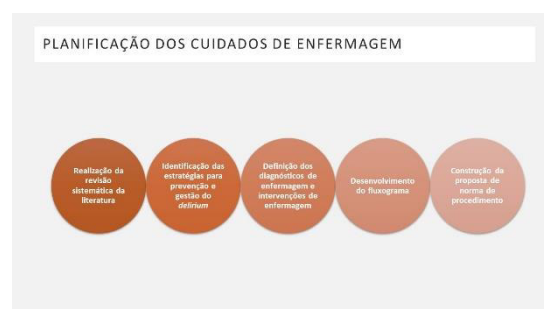 PLANIFICAÇÃO DOS CUIDADOS DE ENFERMAGEM
Realização da
revisão
sistemática da
literatura
Identificação das
estratégias para
prevenção e
gestão do
delirium
Definição dos
diagnósticos de
enfermagem e
intervenções de
enfermagem
Desenvolvimento
do fluxograma
Construção da
proposta de
norma de
procedimento